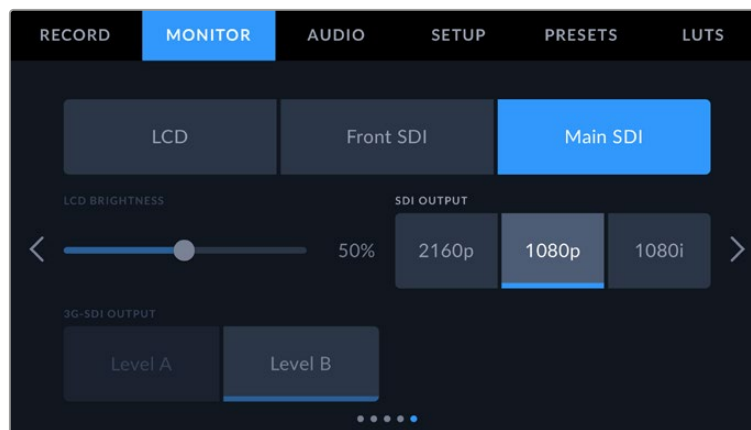 RECORD MONITOR AUDIO SETUP PRESETS LUTS
LCD Front SDI Main SDI
LCD BRIGHTNESS SDI OUTPUT
50% 2160p 1080p 1080i
3G-SDI OUTPUT
Level A Level B